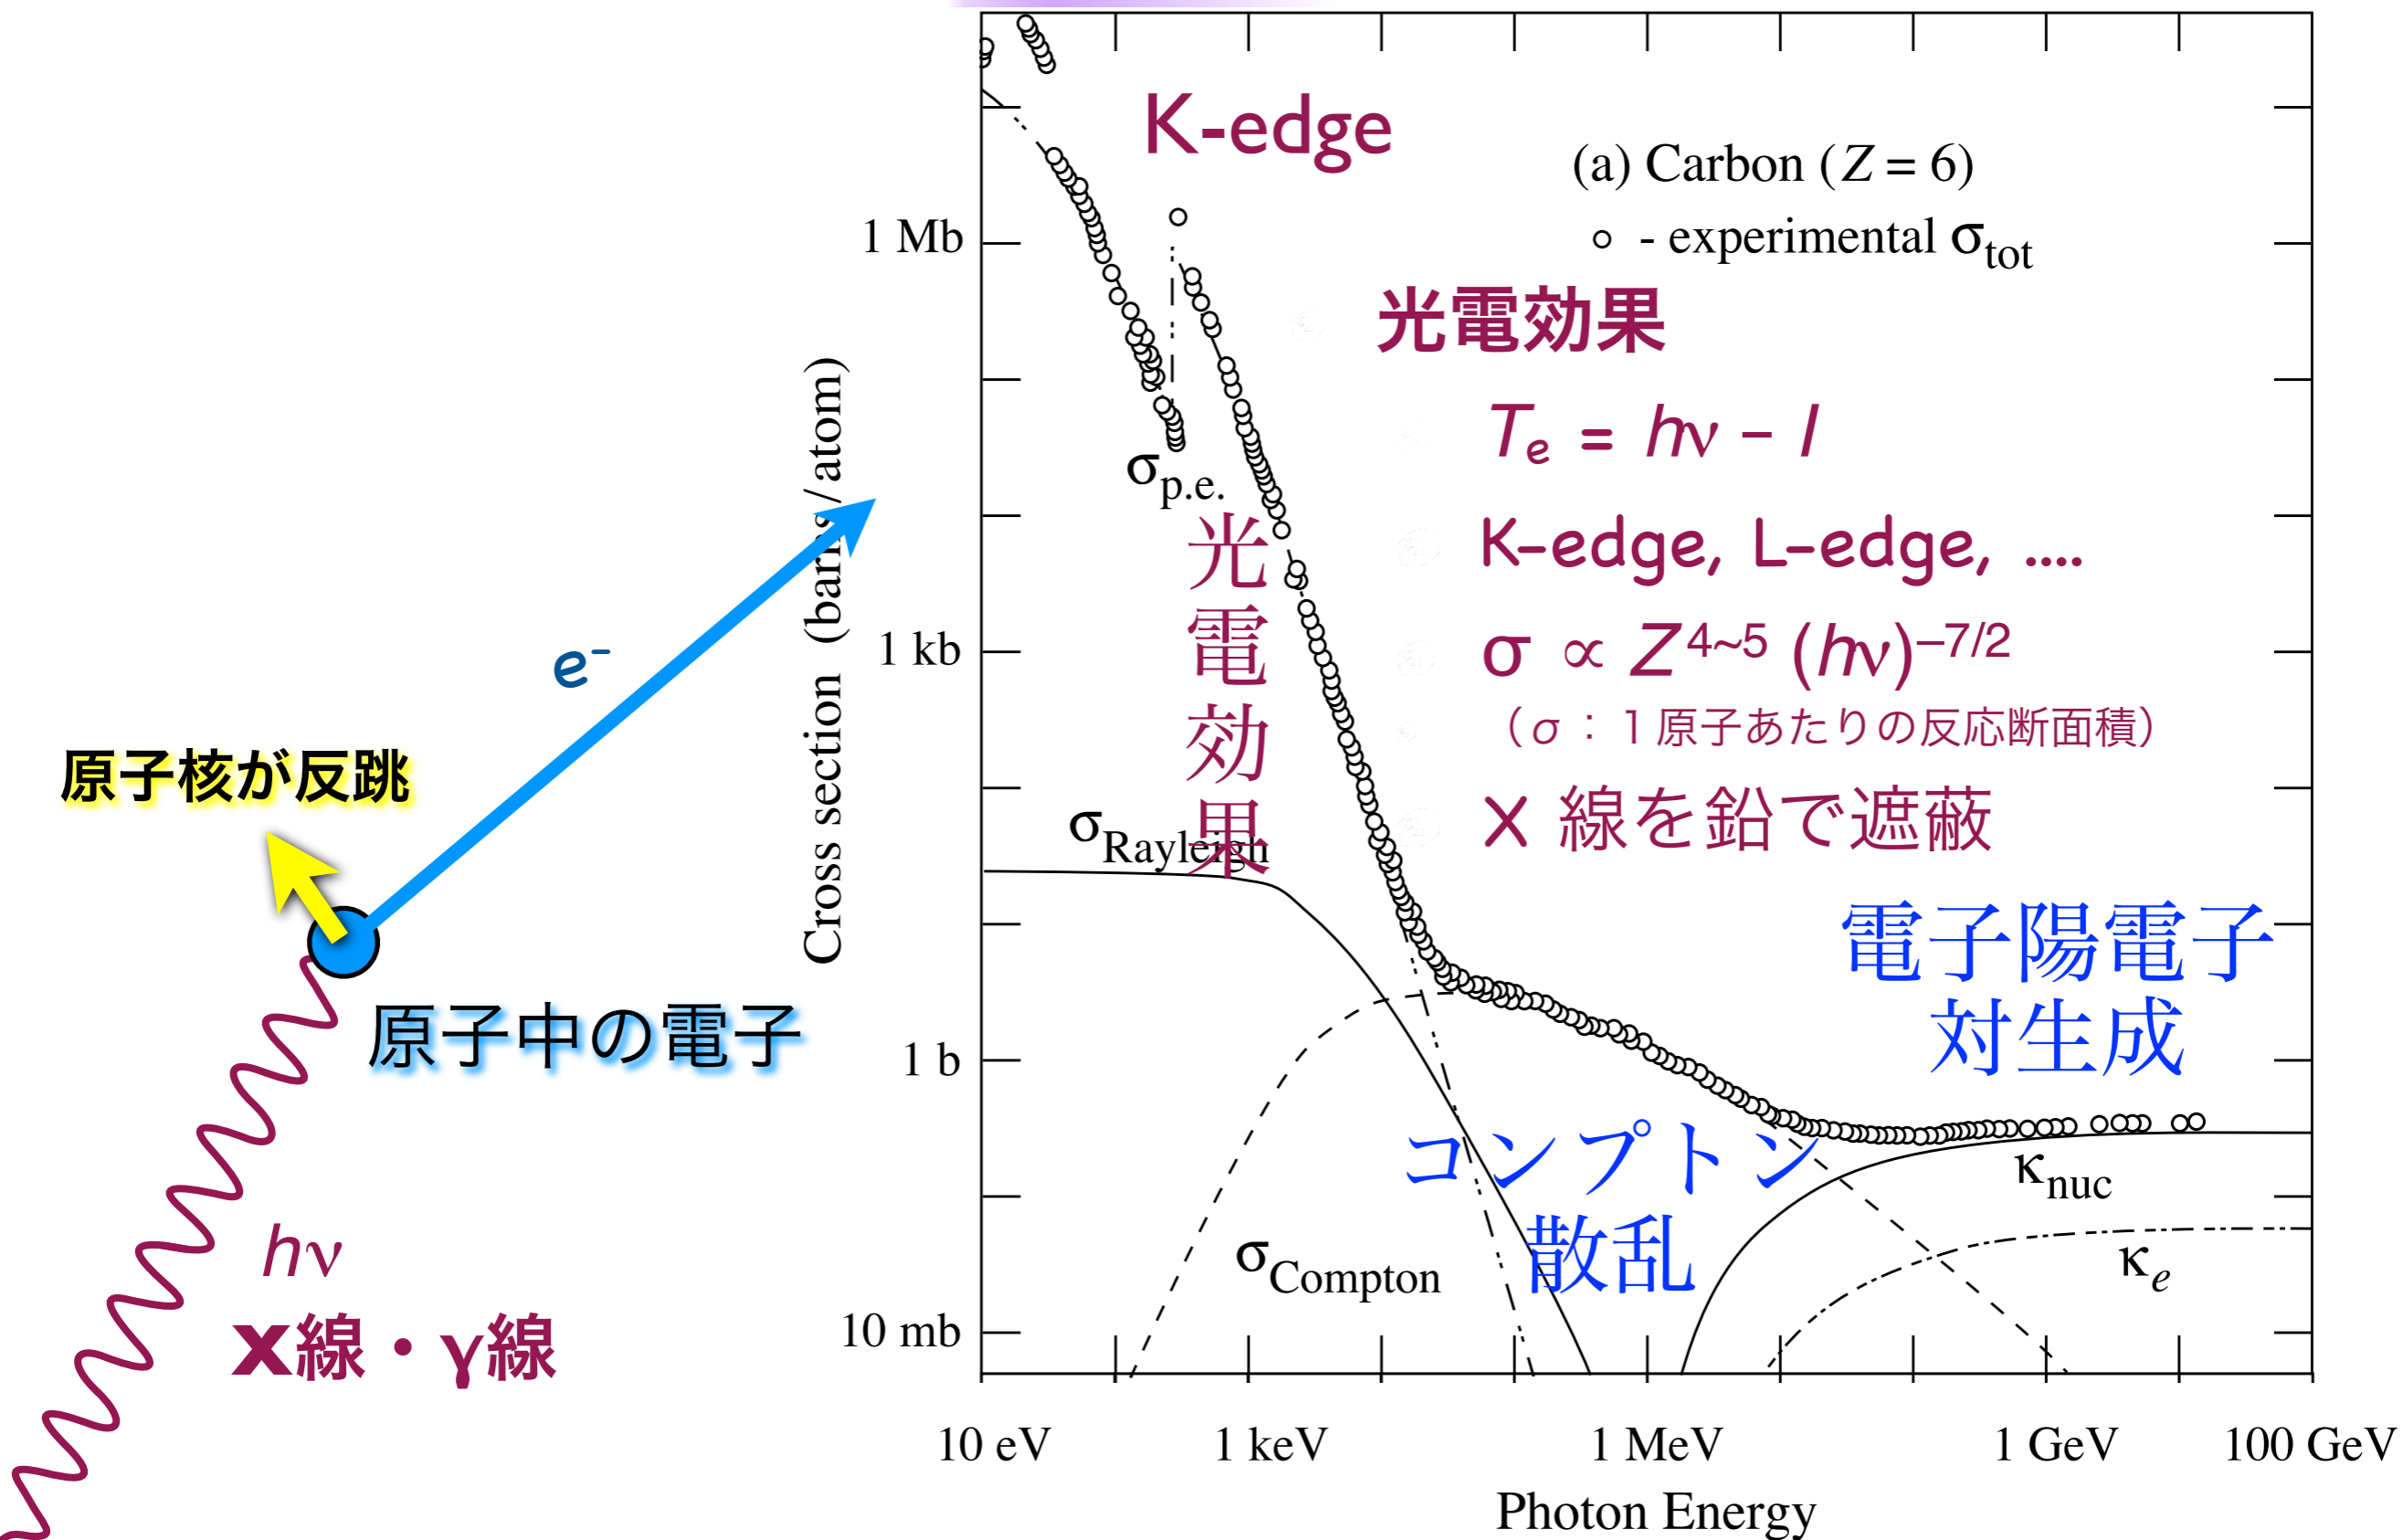 K-edge
(a) Carbon (Z = 6)
○ - experimental σtot
光電効果
Te = hν – I
K-edge, L-edge, ....
σ ∝ Z4~5 (hν)–7/2
（σ：1原子あたりの反応断面積）
X 線を鉛で遮蔽
電子陽電子
対生成
コンプトン
散乱
光電効果
σp.e.
σRayleigh
σCompton
κnuc
κe
Cross section (barns/atom)
1 Mb
1 kb
1 b
10 mb
10 eV
1 keV
1 MeV
1 GeV
100 GeV
Photon Energy
e–
原子核が反跳
原子中の電子
hν
X線・γ線